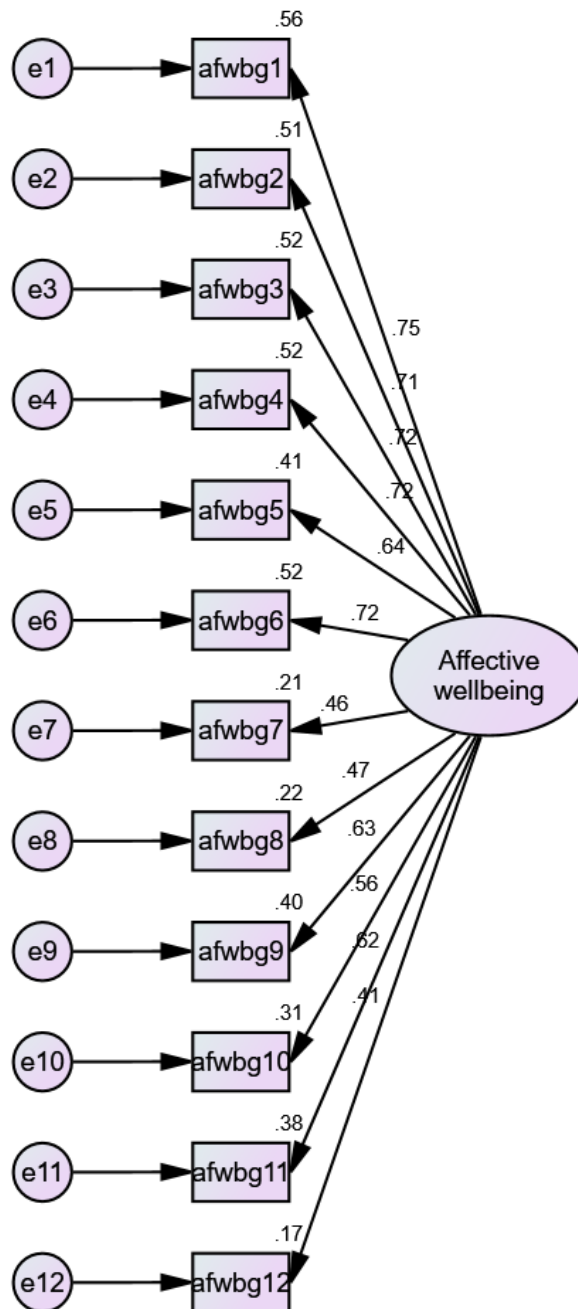 .56
e1 afwbg1
.51
e2 afwbg2
.52
e3 afwbg3
.75
.52
e4 afwbg4
.71
.72
.41
.72
e5 afwbg5
.64
.52
e6 afwbg6
.72
Affective
wellbeing
.21
e7 afwbg7
.46
.22
.47
e8 afwbg8
.63
.40
.56
e9 afwbg9
.62
.31
.41
e10 afwbg10
.38
e11 afwbg11
.17
e12 afwbg12